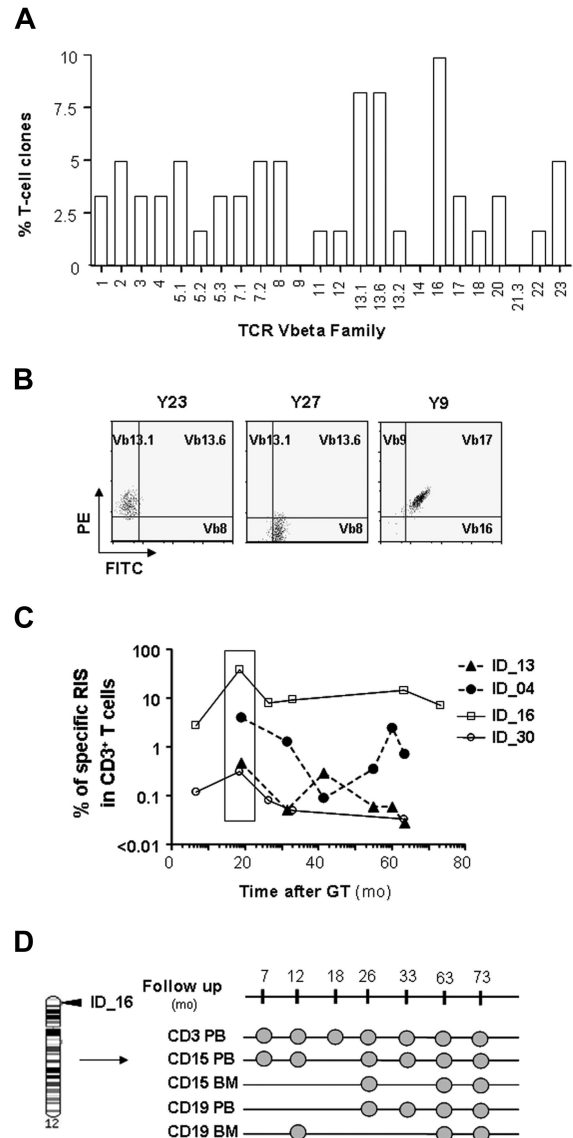 A
10
7.5
5
2.5
0
% T-cell clones
1 2 3 4 5.1 5.2 5.3 7.1 7.2 8 9 11 12 13.1 13.6 13.2 14 16 17 18 20 21.3 22 23
TCR Vbeta Family
B
Y23 Y27 Y9
Vb13.1 Vb13.6 Vb13.1 Vb13.6 Vb9 Vb17
Vb8 Vb8 Vb16
PE
FITC
C
100
10
1
0.1
<0.01
% of specific RIS
in CD3+ T cells
0 20 40 60 80
Time after GT (mo)
ID_13
ID_04
ID_16
ID_30
D
ID_16
12
Follow up
(mo)
7 12 18 26 33 63 73
CD3 PB
CD15 PB
CD15 BM
CD19 PB
CD19 BM